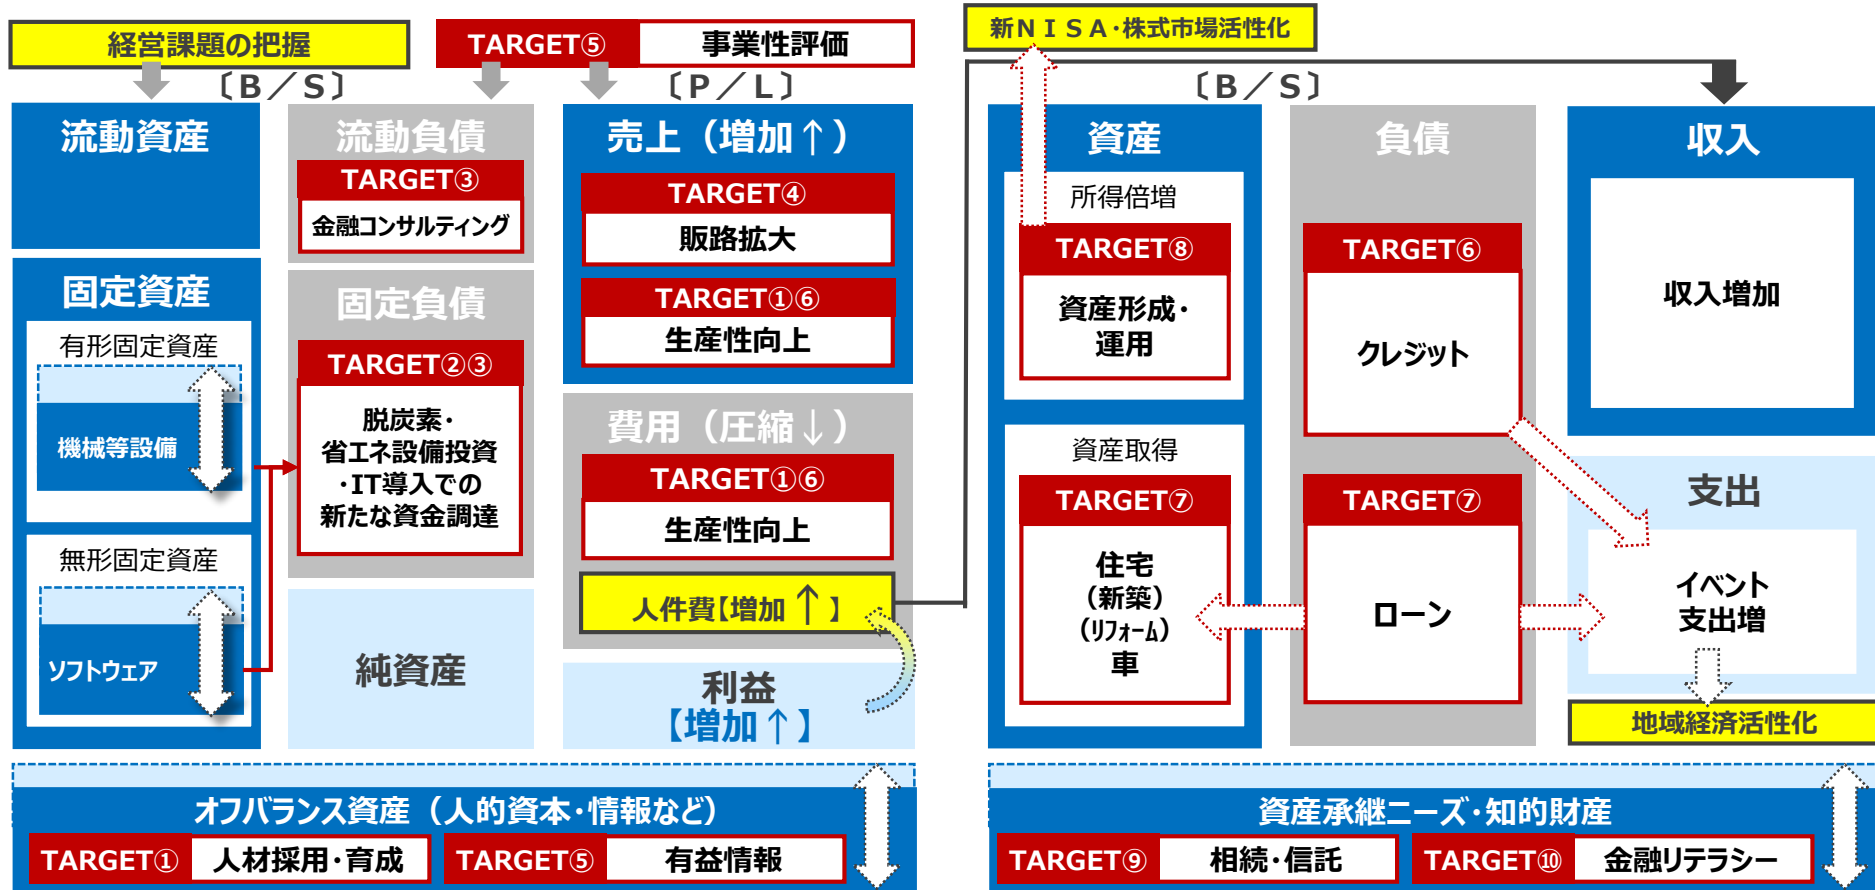 経営課題の把握
TARGET⑤
事業性評価
〔B／S〕
〔P／L〕
流動資産
固定資産
有形固定資産
機械等設備
無形固定資産
ソフトウェア
流動負債
TARGET③
金融コンサルティング
固定負債
TARGET②③
脱炭素・
省エネ設備投資
・IT導入での
新たな資金調達
純資産
売上（増加↑）
TARGET④
販路拡大
TARGET①⑥
生産性向上
費用（圧縮↓）
TARGET①⑥
生産性向上
人件費【増加↑】
利益
【増加↑】
オフバランス資産（人的資本・情報など）
TARGET①
人材採用・育成
TARGET⑤
有益情報
新ＮＩＳＡ・株式市場活性化
〔B／S〕
資産
所得倍増
TARGET⑧
資産形成・
運用
資産取得
TARGET⑦
住宅
（新築）
（ﾘﾌｫｰﾑ）
車
負債
TARGET⑥
クレジット
TARGET⑦
ローン
収入
収入増加
支出
イベント
支出増
地域経済活性化
資産承継ニーズ・知的財産
TARGET⑨
相続・信託
TARGET⑩
金融リテラシー